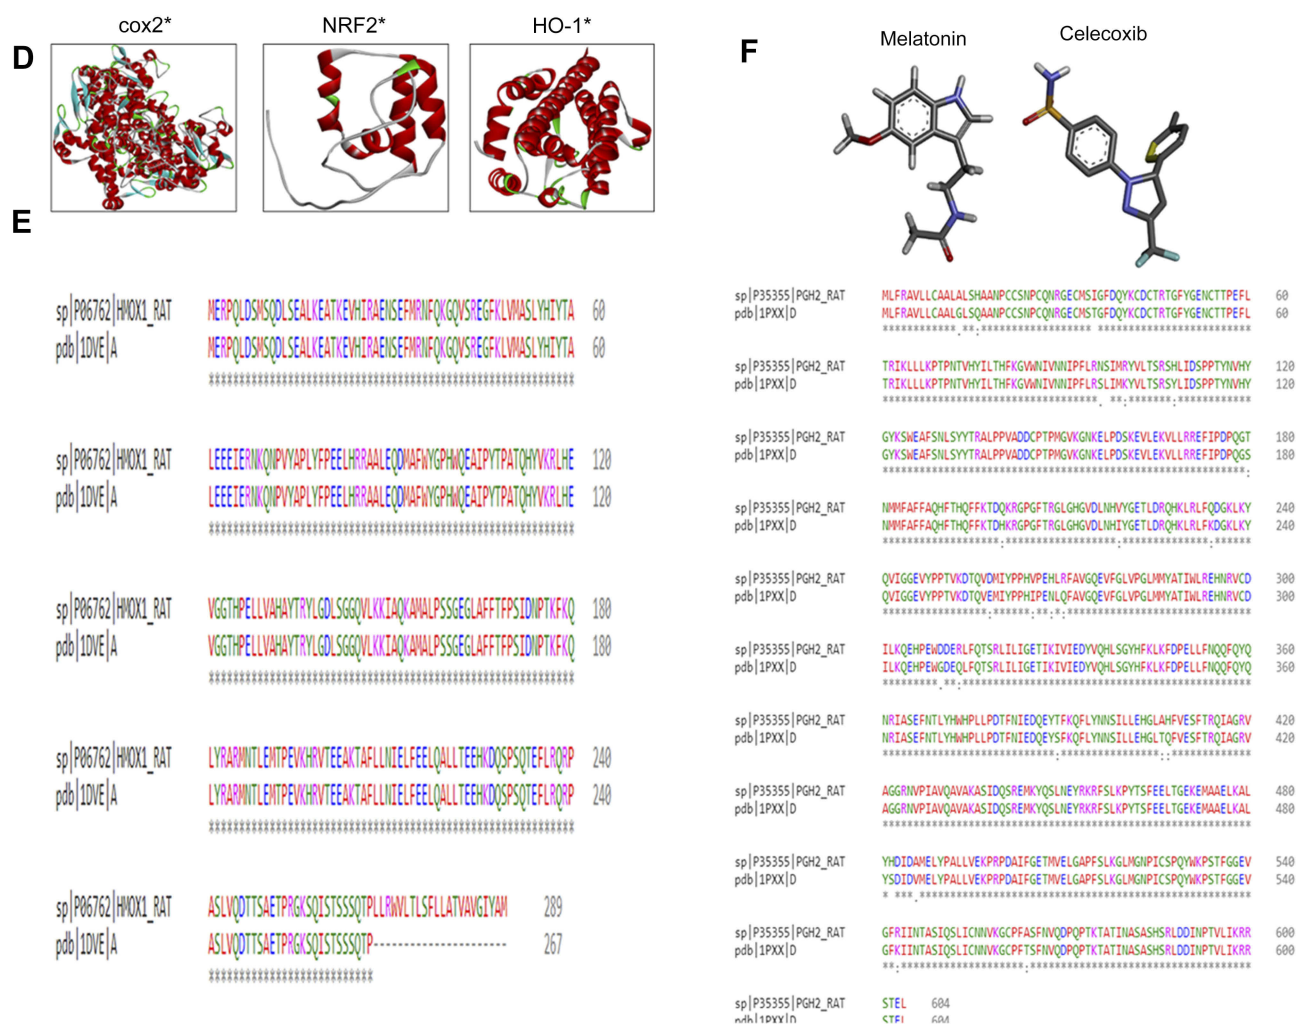 cox2*
NRF2*
HO-1*
D
E
sp|P06762|HMOX1_RAT MERPQLDSMSQDLSEALKEATKEVHIRAENSEFMRNFQKGQVSREGFKLVMASLYHIYTA 60
pdb|1DVE|A MERPQLDSMSQDLSEALKEATKEVHIRAENSEFMRNFQKGQVSREGFKLVMASLYHIYTA 60
************************************************************
sp|P06762|HMOX1_RAT LEEEIERNKQNPVYAPLYFPEELHRRAALEQDMAFWYGPHWQEAIPYTPATQHYVKRLHE 120
pdb|1DVE|A LEEEIERNKQNPVYAPLYFPEELHRRAALEQDMAFWYGPHWQEAIPYTPATQHYVKRLHE 120
************************************************************
sp|P06762|HMOX1_RAT VGGTHPELLVAHAYTRYLGDLSGGQVLKKIAQKAMALPSSGEGLAFFTFPSIDNPTKFKQ 180
pdb|1DVE|A VGGTHPELLVAHAYTRYLGDLSGGQVLKKIAQKAMALPSSGEGLAFFTFPSIDNPTKFKQ 180
************************************************************
sp|P06762|HMOX1_RAT LYRARMNTLEMTPEVKHRVTEEAKTAFLLNIELFEELQALLTEEHKDQSPSQTEFLRQRP 240
pdb|1DVE|A LYRARMNTLEMTPEVKHRVTEEAKTAFLLNIELFEELQALLTEEHKDQSPSQTEFLRQRP 240
************************************************************
sp|P06762|HMOX1_RAT ASLVQDTTSAETPRGKSQISTSSSQTPLLRWVLTLSFLLATVAVGIYAM 289
pdb|1DVE|A ASLVQDTTSAETPRGKSQISTSSSQTP---------------------- 267
***************************
F
Melatonin
Celecoxib
sp|P35355|PGH2_RAT MLFRAVLLCAALALSHAANPCCSNPCQNRGECMSIGFDQYKCDCTRTGFYGENCTTPEFL 60
pdb|1PXX|D MLFRAVLLCAALGLSQAANPCCSNPCQNRGECMSTGFDQYKCDCTRTGFYGENCTTPEFL 60
************.**:****************** *************************
sp|P35355|PGH2_RAT TRIKLLLKPTPNTVHYILTHFKGVWNIVNNIPFLRNSIMRYVLTSRSHLIDSPPTYNVHY 120
pdb|1PXX|D TRIKLLLKPTPNTVHYILTHFKGVWNIVNNIPFLRSLIMKYVLTSRSYLIDSPPTYNVHY 120
***********************************. **:*******:************
sp|P35355|PGH2_RAT GYKSWEAFSNLSYYTRALPPVADDCPTPMGVKGNKELPDSKEVLEKVLLRREFIPDPQGT 180
pdb|1PXX|D GYKSWEAFSNLSYYTRALPPVADDCPTPMGVKGNKELPDSKEVLEKVLLRREFIPDPQGS 180
***********************************************************:
sp|P35355|PGH2_RAT NMMFAFFAQHFTHQFFKTDQKRGPGFTRGLGHGVDLNHVYGETLDRQHKLRLFQDGKLKY 240
pdb|1PXX|D NMMFAFFAQHFTHQFFKTDHKRGPGFTRGLGHGVDLNHIYGETLDRQHKLRLFKDGKLKY 240
*******************:******************:**************:******
sp|P35355|PGH2_RAT QVIGGEVYPPTVKDTQVDMIYPPHVPEHLRFAVGQEVFGLVPGLMMYATIWLREHNRVCD 300
pdb|1PXX|D QVIGGEVYPPTVKDTQVEMIYPPHIPENLQFAVGQEVFGLVPGLMMYATIWLREHNRVCD 300
*****************:******:**:*:******************************
sp|P35355|PGH2_RAT ILKQEHPEWDDERLFQTSRLILIGETIKIVIEDYVQHLSGYHFKLKFDPELLFNQQFQYQ 360
pdb|1PXX|D ILKQEHPEWGDEQLFQTSRLILIGETIKIVIEDYVQHLSGYHFKLKFDPELLFNQQFQYQ 360
*********.**:***********************************************
sp|P35355|PGH2_RAT NRIASEFNTLYHWHPLLPDTFNIEDQEYTFKQFLYNNSILLEHGLAHFVESFTRQIAGRV 420
pdb|1PXX|D NRIASEFNTLYHWHPLLPDTFNIEDQEYSFKQFLYNNSILLEHGLTQFVESFTRQIAGRV 420
****************************:****************::*************
sp|P35355|PGH2_RAT AGGRNVPIAVQAVAKASIDQSREMKYQSLNEYRKRFSLKPYTSFEELTGEKEMAAELKAL 480
pdb|1PXX|D AGGRNVPIAVQAVAKASIDQSREMKYQSLNEYRKRFSLKPYTSFEELTGEKEMAAELKAL 480
************************************************************
sp|P35355|PGH2_RAT YHDIDAMELYPALLVEKPRPDAIFGETMVELGAPFSLKGLMGNPICSPQYWKPSTFGGEV 540
pdb|1PXX|D YSDIDVMELYPALLVEKPRPDAIFGETMVELGAPFSLKGLMGNPICSPQYWKPSTFGGEV 540
* ***.******************************************************
sp|P35355|PGH2_RAT GFRIINTASIQSLICNNVKGCPFASFNVQDPQPTKTATINASASHSRLDDINPTVLIKRR 600
pdb|1PXX|D GFKIINTASIQSLICNNVKGCPFTSFNVQDPQPTKTATINASASHSRLDDINPTVLIKRR 600
**:********************:************************************
sp|P35355|PGH2_RAT STEL 604
pdb|1PXX|D STEL 604